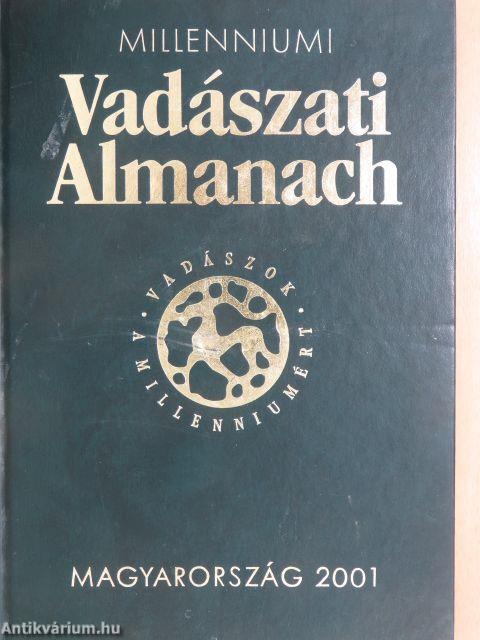 MILLENNIUMI
Vadászati
Almanach
· VADÁSZOK ·
A MILLENNIUMÉRT
MAGYARORSZÁG 2001
Antikvárium.hu